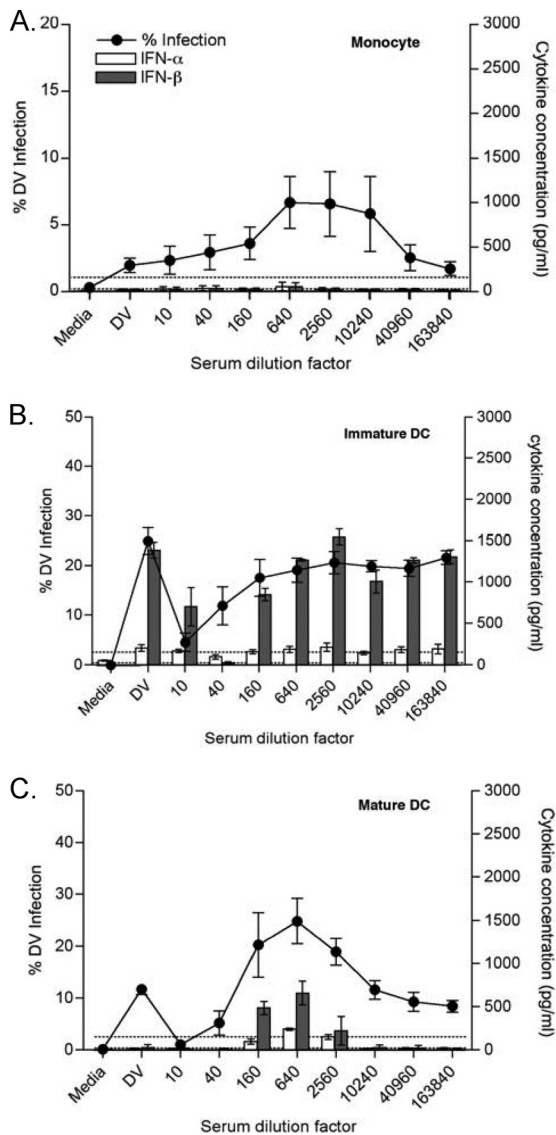 A.
Monocyte
% Infection
IFN-α
IFN-β
% DV Infection
20
15
10
5
0
Cytokine concentration (pg/ml)
3000
2500
2000
1500
1000
500
0
Media DV 10 40 160 640 2560 10240 40960 163840
Serum dilution factor
B.
Immature DC
% DV Infection
50
40
30
20
10
0
cytokine concentration (pg/ml)
3000
2500
2000
1500
1000
500
0
Media DV 10 40 160 640 2560 10240 40960 163840
Serum dilution factor
C.
Mature DC
% DV Infection
50
40
30
20
10
0
Cytokine concentration (pg/ml)
3000
2500
2000
1500
1000
500
0
Media DV 10 40 160 640 2560 10240 40960 163840
Serum dilution factor